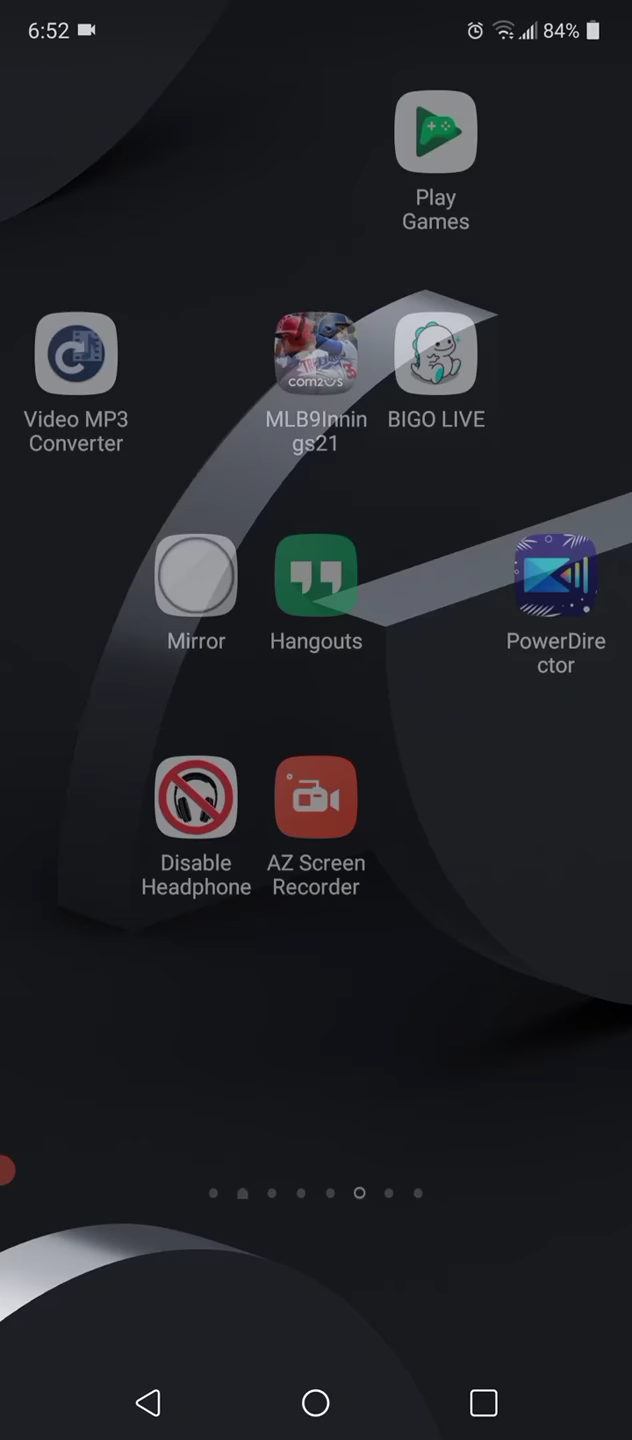 6:52
84%
Play
Games
com2us
Video MP3
Converter
MLB9Innin
gs21
BIGO LIVE
Mirror
Hangouts
PowerDire
ctor
Disable
Headphone
AZ Screen
Recorder